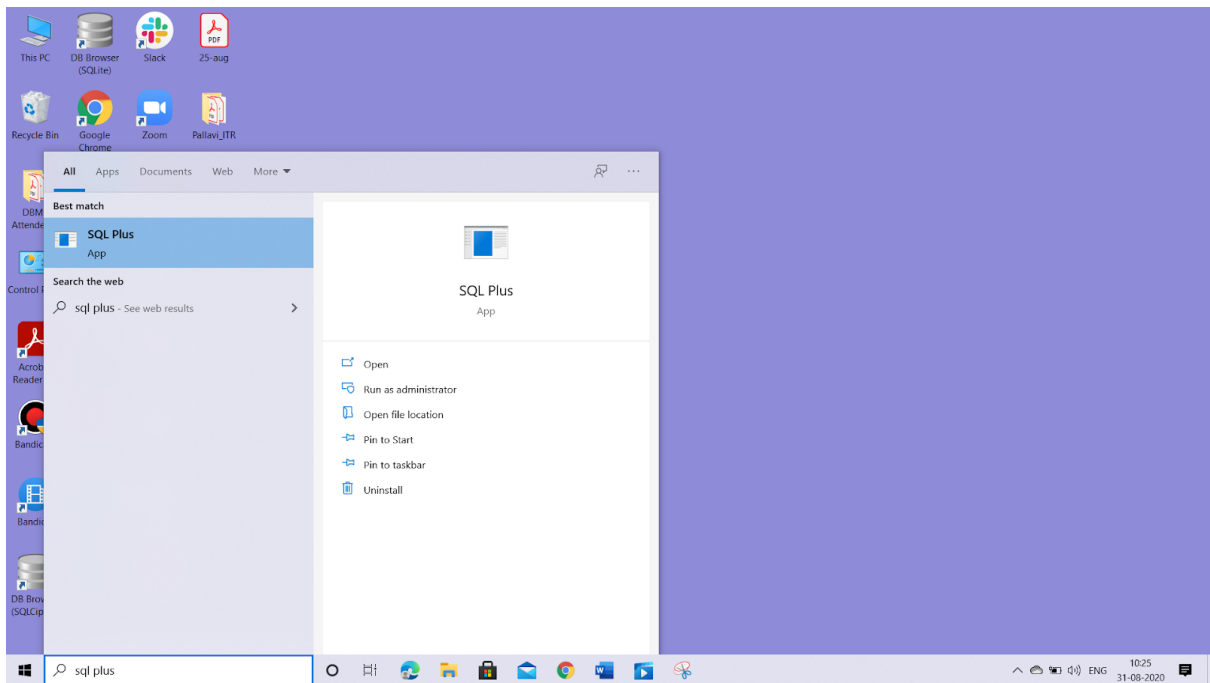 This PC
DB Browser
(SQLite)
Slack
PDF
25-aug
Recycle Bin
Google
Chrome
Zoom
Pallavi_ITR
DBM
Attende
Control P
Acrob
Reader
Bandic
Bandic
DB Brow
(SQLCip
All Apps Documents Web More
Best match
SQL Plus
App
Search the web
sql plus - See web results
SQL Plus
App
Open
Run as administrator
Open file location
Pin to Start
Pin to taskbar
Uninstall
sql plus
ENG
10:25
31-08-2020